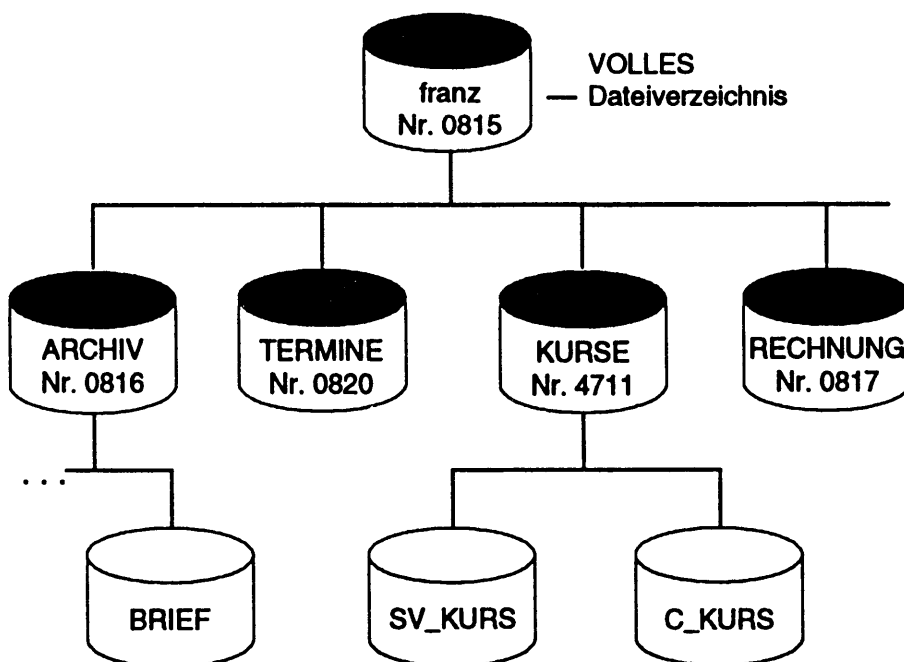 VOLLES
franz — Dateiverzeichnis
Nr. 0815
ARCHIV TERMINE KURSE RECHNUNG
Nr. 0816 Nr. 0820 Nr. 4711 Nr. 0817
...
BRIEF SV_KURS C_KURS